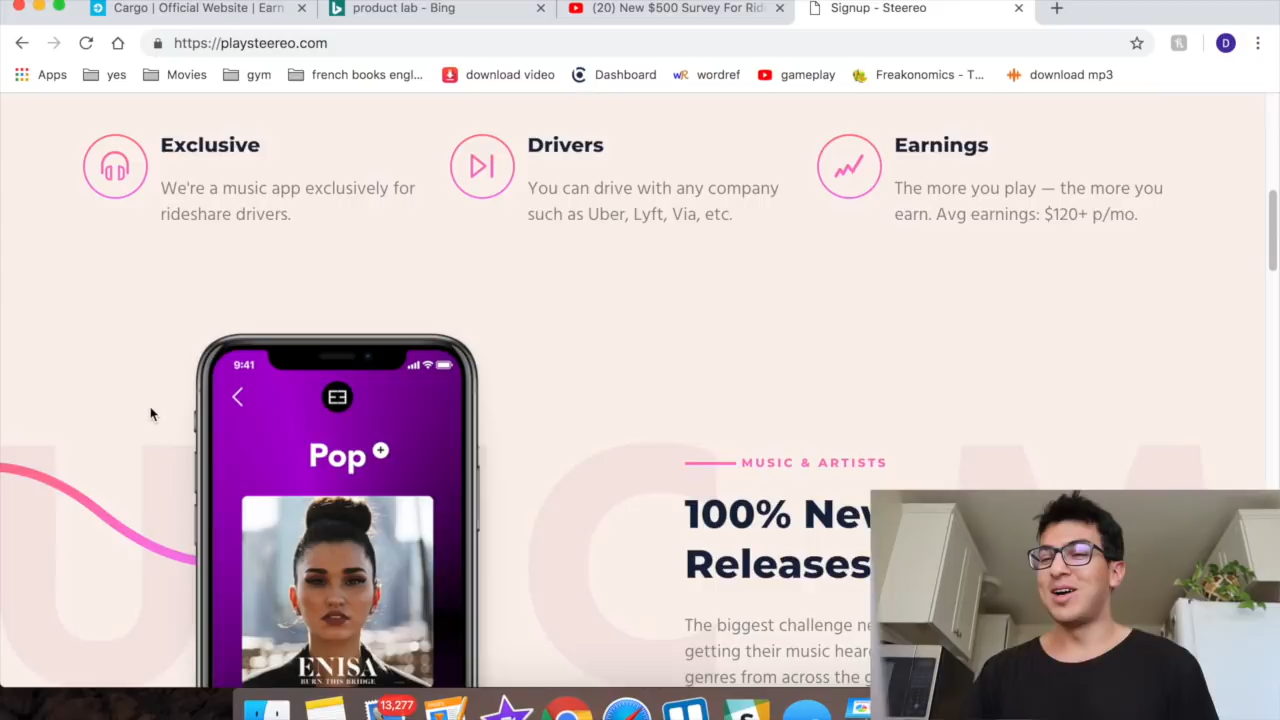 Cargo | Official Website | Earn
product lab - Bing
(20) New $500 Survey For Rid
Signup - Steereo
https://playsteereo.com
D
Apps
yes
Movies
gym
french books engl...
download video
Dashboard
wordref
gameplay
Freakonomics - T...
download mp3
Exclusive
We're a music app exclusively for
rideshare drivers.
Drivers
You can drive with any company
such as Uber, Lyft, Via, etc.
Earnings
The more you play — the more you
earn. Avg earnings: $120+ p/mo.
9:41
Pop
ENISA
BURN THIS BRIDGE
MUSIC & ARTISTS
100% New
Releases
The biggest challenge
getting their music hear
genres from across the
13,277